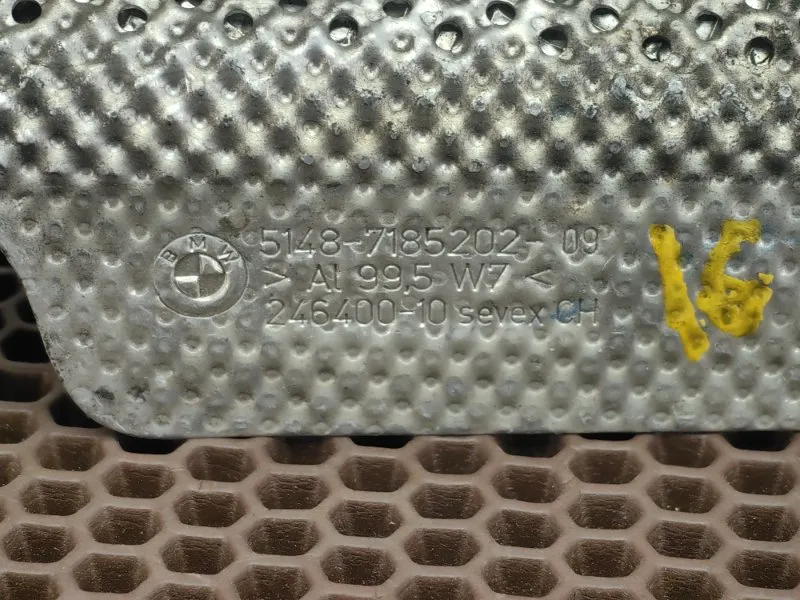 BMW
5148-7185202-09
> Al 99,5 W7 <
246400-10 sevex CH
16